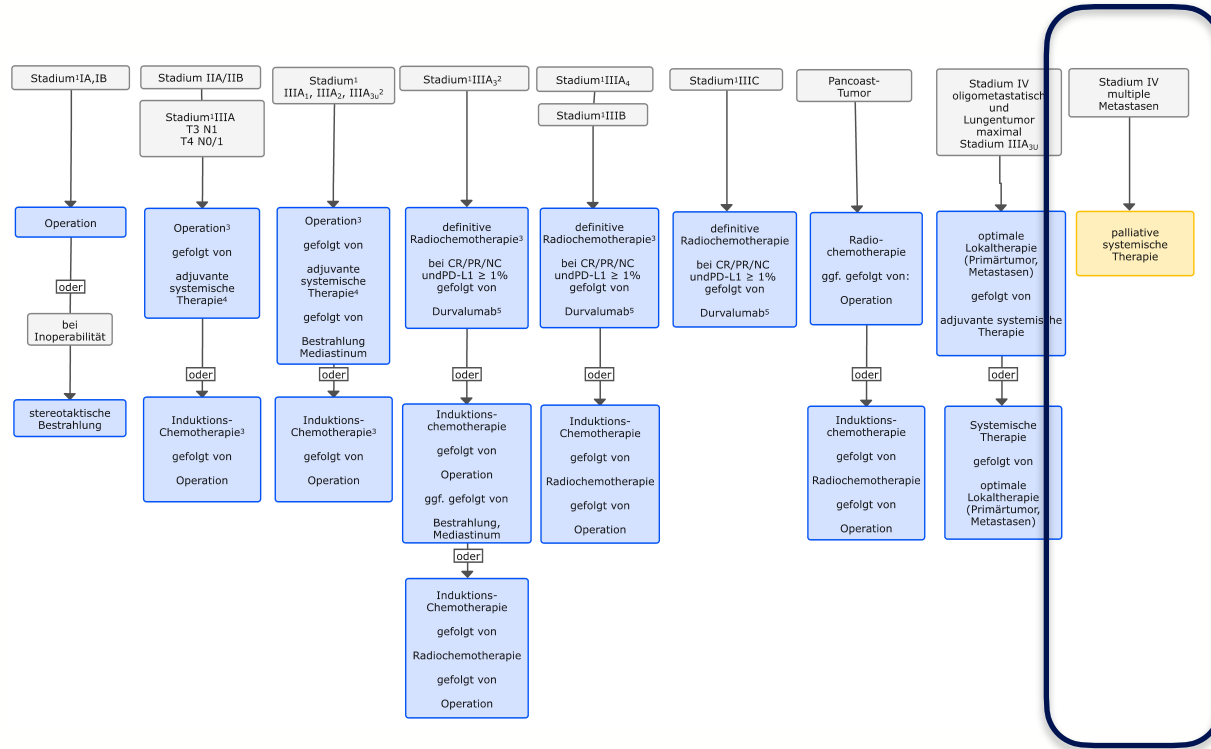 Stadium¹IA,IB
Operation
oder
bei
Inoperabilität
stereotaktische
Bestrahlung
Stadium IIA/IIB
Stadium¹IIIA
T3 N1
T4 N0/1
Operation³
gefolgt von
adjuvante
systemische
Therapie⁴
oder
Induktions-
Chemotherapie³
gefolgt von
Operation
Stadium¹
IIIA₁, IIIA₂, IIIA₃ᵤ²
Operation³
gefolgt von
adjuvante
systemische
Therapie⁴
gefolgt von
Bestrahlung
Mediastinum
oder
Induktions-
Chemotherapie³
gefolgt von
Operation
Stadium¹IIIA₃²
definitive
Radiochemotherapie³
bei CR/PR/NC
undPD-L1 ≥ 1%
gefolgt von
Durvalumab⁵
oder
Induktions-
chemotherapie
gefolgt von
Operation
ggf. gefolgt von
Bestrahlung,
Mediastinum
oder
Induktions-
Chemotherapie
gefolgt von
Radiochemotherapie
gefolgt von
Operation
Stadium¹IIIA₄
Stadium¹IIIB
definitive
Radiochemotherapie³
bei CR/PR/NC
undPD-L1 ≥ 1%
gefolgt von
Durvalumab⁵
oder
Induktions-
Chemotherapie
gefolgt von
Radiochemotherapie
gefolgt von
Operation
Stadium¹IIIC
definitive
Radiochemotherapie
bei CR/PR/NC
undPD-L1 ≥ 1%
gefolgt von
Durvalumab⁵
Pancoast-
Tumor
Radio-
chemotherapie
ggf. gefolgt von:
Operation
oder
Induktions-
chemotherapie
gefolgt von
Radiochemotherapie
gefolgt von
Operation
Stadium IV
oligometastatisch
und
Lungentumor
maximal
Stadium IIIA₃ᵤ
optimale
Lokaltherapie
(Primärtumor,
Metastasen)
gefolgt von
adjuvante systemische
Therapie
oder
Systemische
Therapie
gefolgt von
optimale
Lokaltherapie
(Primärtumor,
Metastasen)
Stadium IV
multiple
Metastasen
palliative
systemische
Therapie